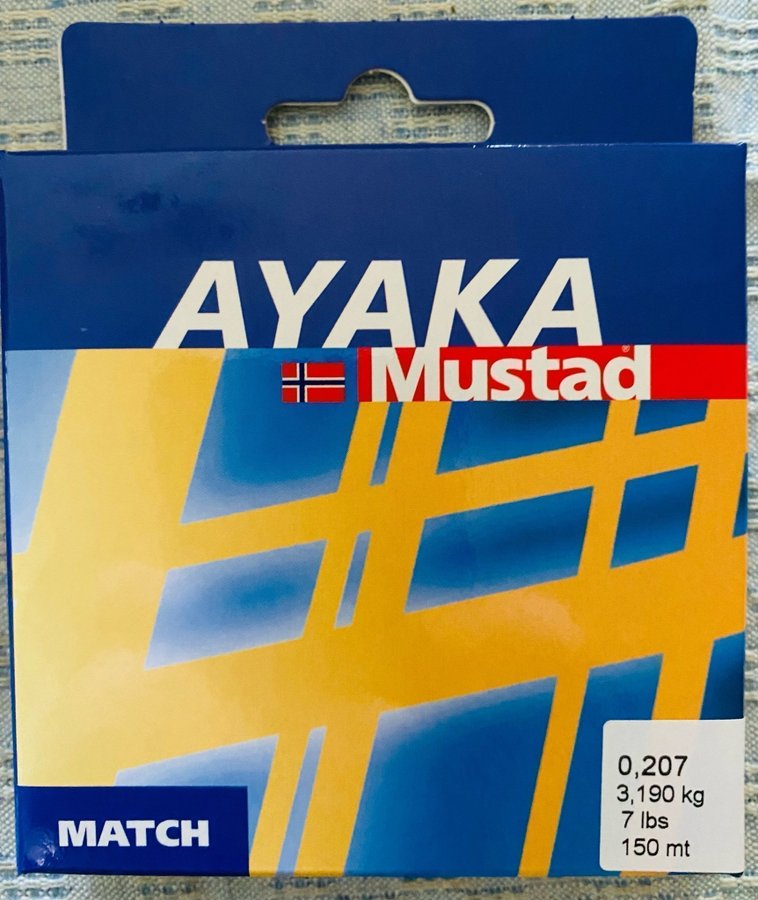 AYAKA
Mustad®
MATCH
0,207
3,190 kg
7 lbs
150 mt